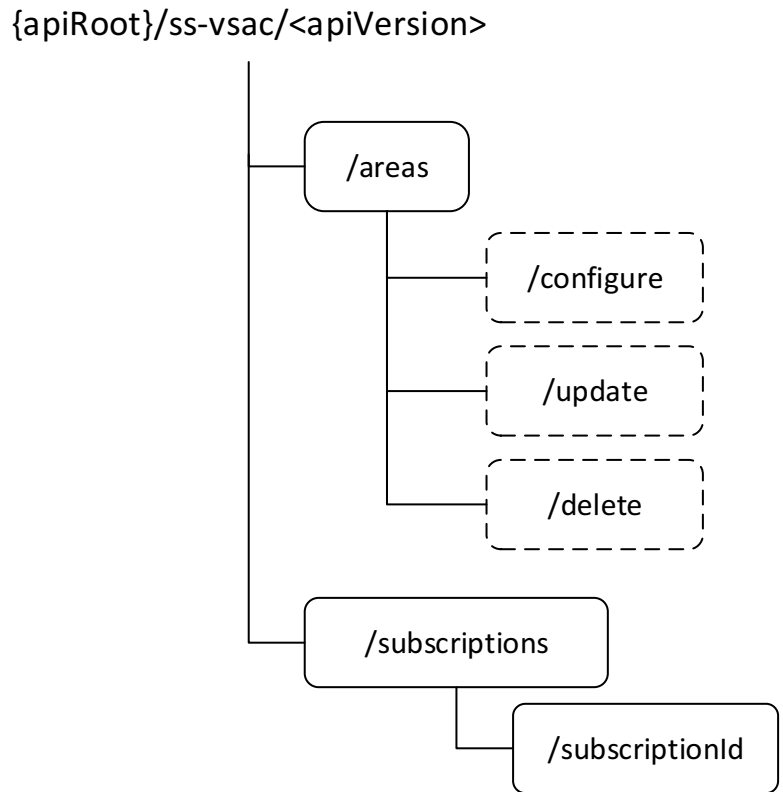 {apiRoot}/ss-vsac/<apiVersion>
/areas
/configure
/update
/delete
/subscriptions
/subscriptionId